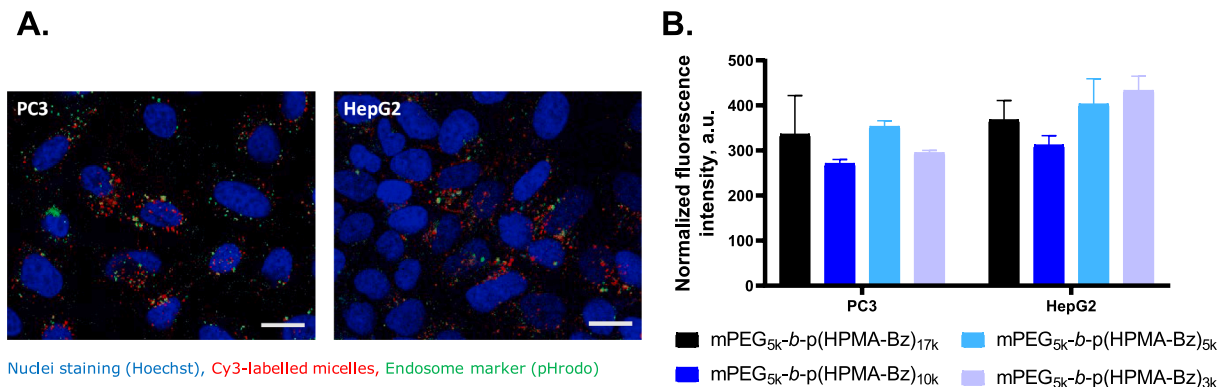 A.
PC3
HepG2
Nuclei staining (Hoechst), Cy3-labelled micelles, Endosome marker (pHrodo)
B.
Normalized fluorescence
intensity, a.u.
500
400
300
200
100
0
PC3
HepG2
mPEG5k-b-p(HPMA-Bz)17k
mPEG5k-b-p(HPMA-Bz)5k
mPEG5k-b-p(HPMA-Bz)10k
mPEG5k-b-p(HPMA-Bz)3k